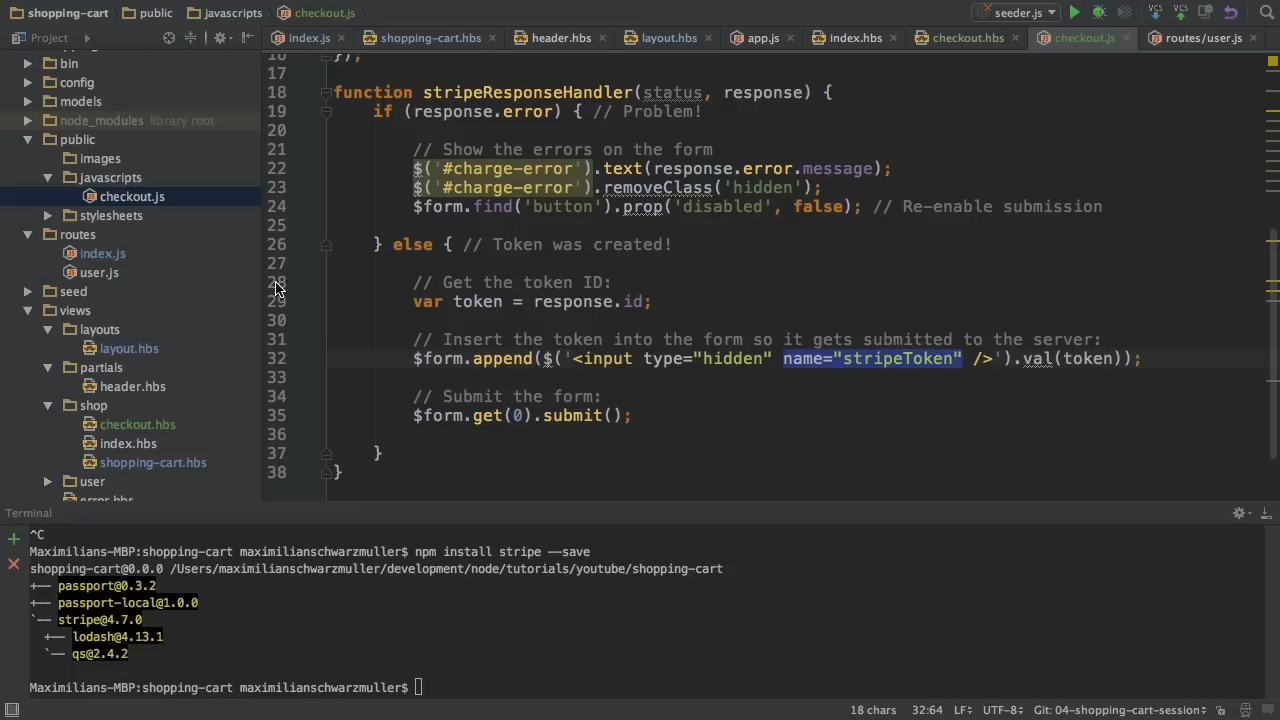 shopping-cart public javascripts checkout.js seeder.js VCS VCS
Project index.js shopping-cart.hbs header.hbs layout.hbs app.js index.hbs checkout.hbs checkout.js routes/user.js
bin
config
models
node_modules library root
public
images
javascripts
checkout.js
stylesheets
routes
index.js
user.js
seed
views
layouts
layout.hbs
partials
header.hbs
shop
checkout.hbs
index.hbs
shopping-cart.hbs
user
error.hbs
16 });
17
18 function stripeResponseHandler(status, response) {
19 if (response.error) { // Problem!
20
21 // Show the errors on the form
22 $('#charge-error').text(response.error.message);
23 $('#charge-error').removeClass('hidden');
24 $form.find('button').prop('disabled', false); // Re-enable submission
25
26 } else { // Token was created!
27
28 // Get the token ID:
29 var token = response.id;
30
31 // Insert the token into the form so it gets submitted to the server:
32 $form.append($('<input type="hidden" name="stripeToken" />').val(token));
33
34 // Submit the form:
35 $form.get(0).submit();
36
37 }
38 }
Terminal
^C
Maximilians-MBP:shopping-cart maximilianschwarzmuller$ npm install stripe --save
shopping-cart@0.0.0 /Users/maximilianschwarzmuller/development/node/tutorials/youtube/shopping-cart
+── passport@0.3.2
+── passport-local@1.0.0
`── stripe@4.7.0
+── lodash@4.13.1
`── qs@2.4.2
Maximilians-MBP:shopping-cart maximilianschwarzmuller$
18 chars 32:64 LF UTF-8 Git: 04-shopping-cart-session